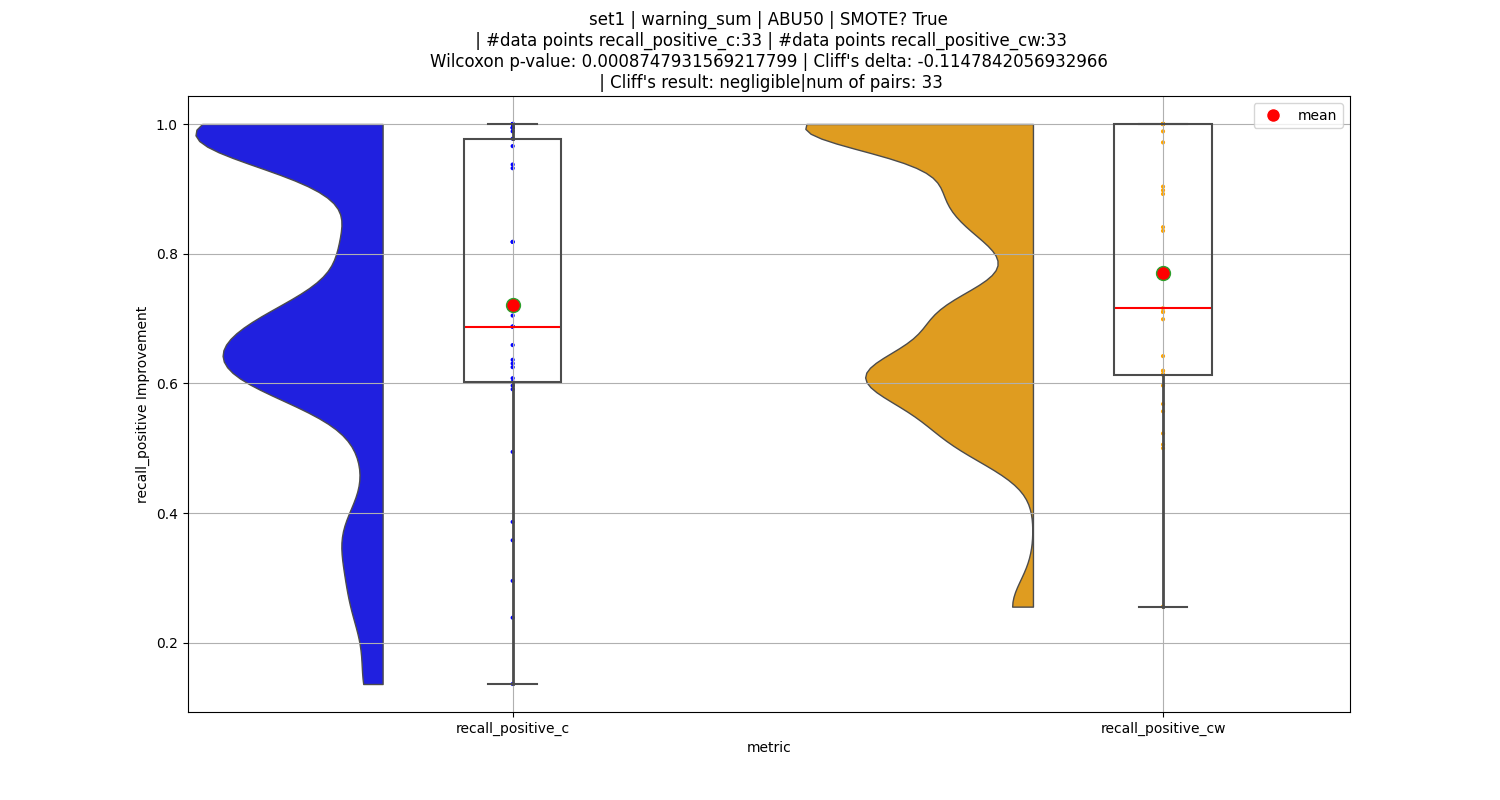 set1 | warning_sum | ABU50 | SMOTE? True
| #data points recall_positive_c:33 | #data points recall_positive_cw:33
Wilcoxon p-value: 0.0008747931569217799 | Cliff's delta: -0.1147842056932966
| Cliff's result: negligible|num of pairs: 33
mean
1.0
0.8
0.6
0.4
0.2
recall_positive Improvement
recall_positive_c
recall_positive_cw
metric